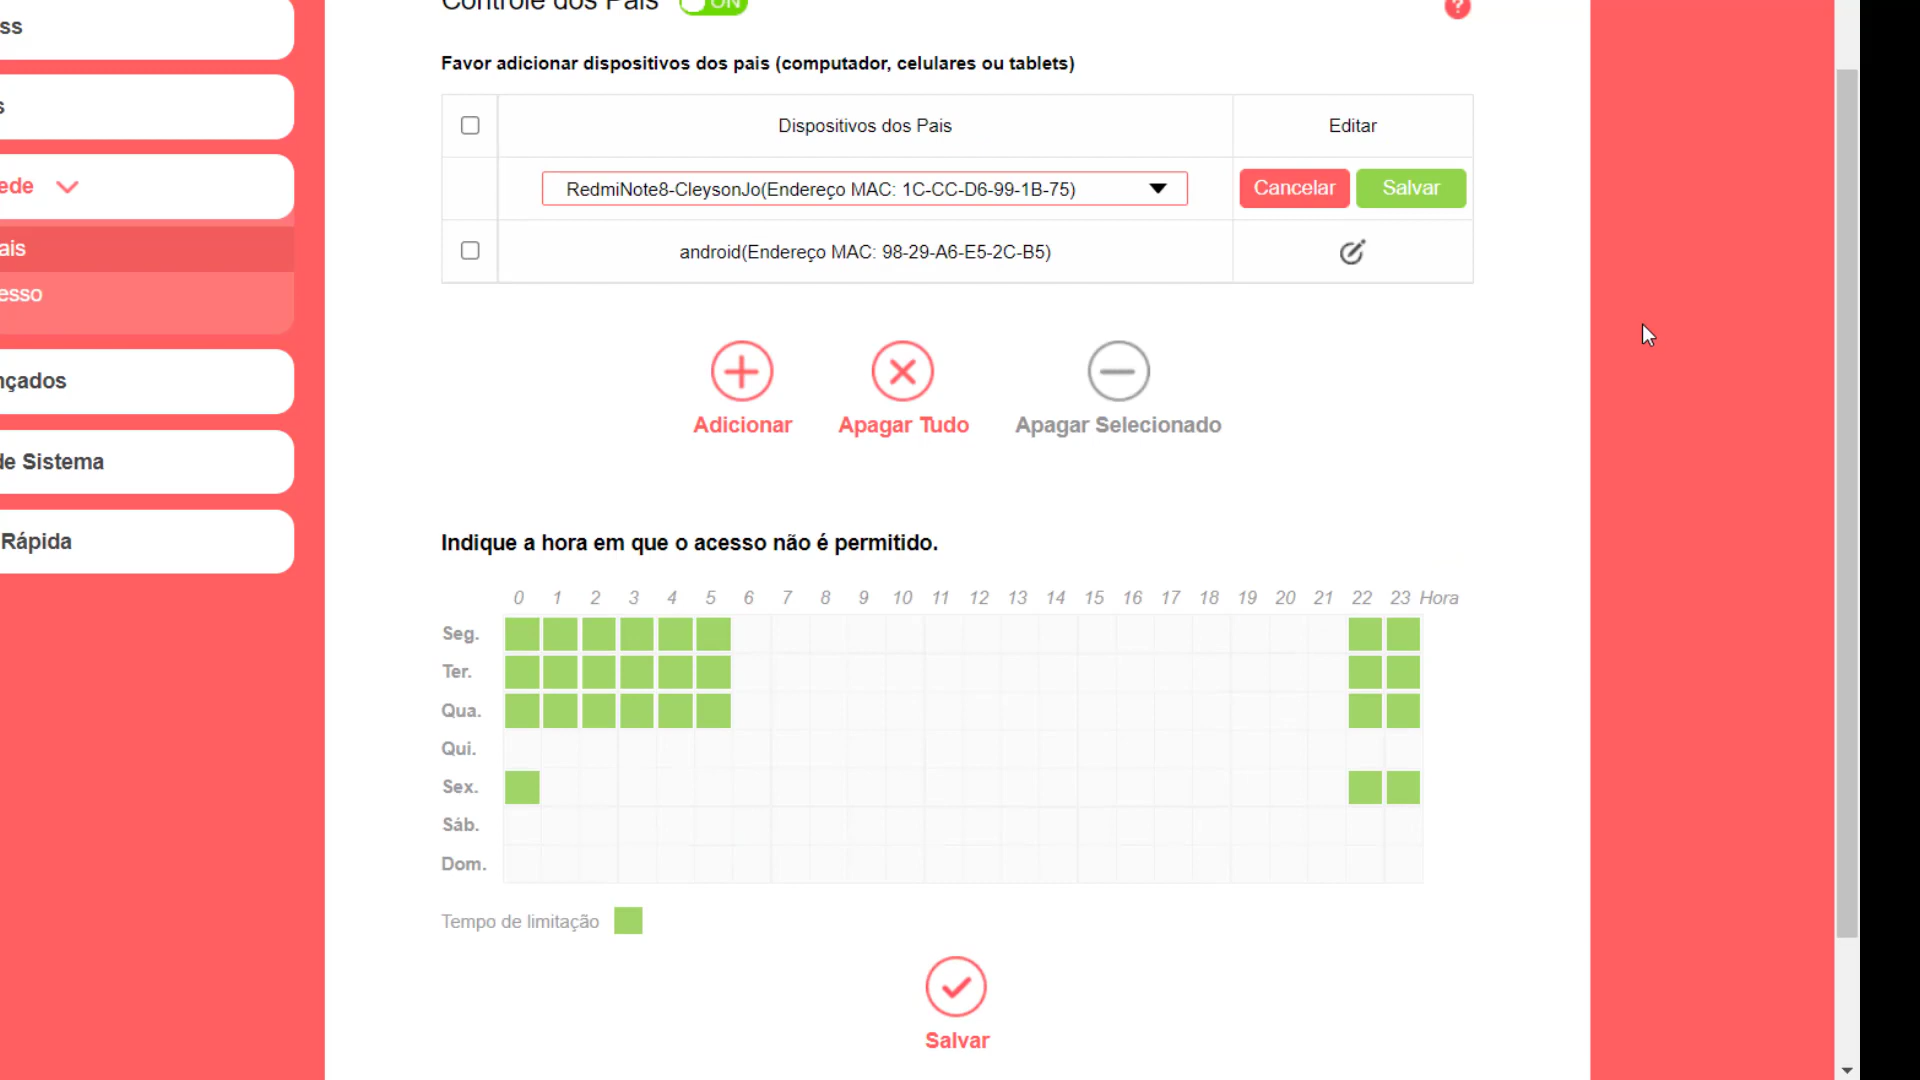 Controle dos Pais ON ?
ss
s
ede
ais
esso
nçados
de Sistema
Rápida
Favor adicionar dispositivos dos pais (computador, celulares ou tablets)
Dispositivos dos Pais Editar
RedmiNote8-CleysonJo(Endereço MAC: 1C-CC-D6-99-1B-75) Cancelar Salvar
android(Endereço MAC: 98-29-A6-E5-2C-B5)
Adicionar Apagar Tudo Apagar Selecionado
Indique a hora em que o acesso não é permitido.
0 1 2 3 4 5 6 7 8 9 10 11 12 13 14 15 16 17 18 19 20 21 22 23 Hora
Seg.
Ter.
Qua.
Qui.
Sex.
Sáb.
Dom.
Tempo de limitação
Salvar